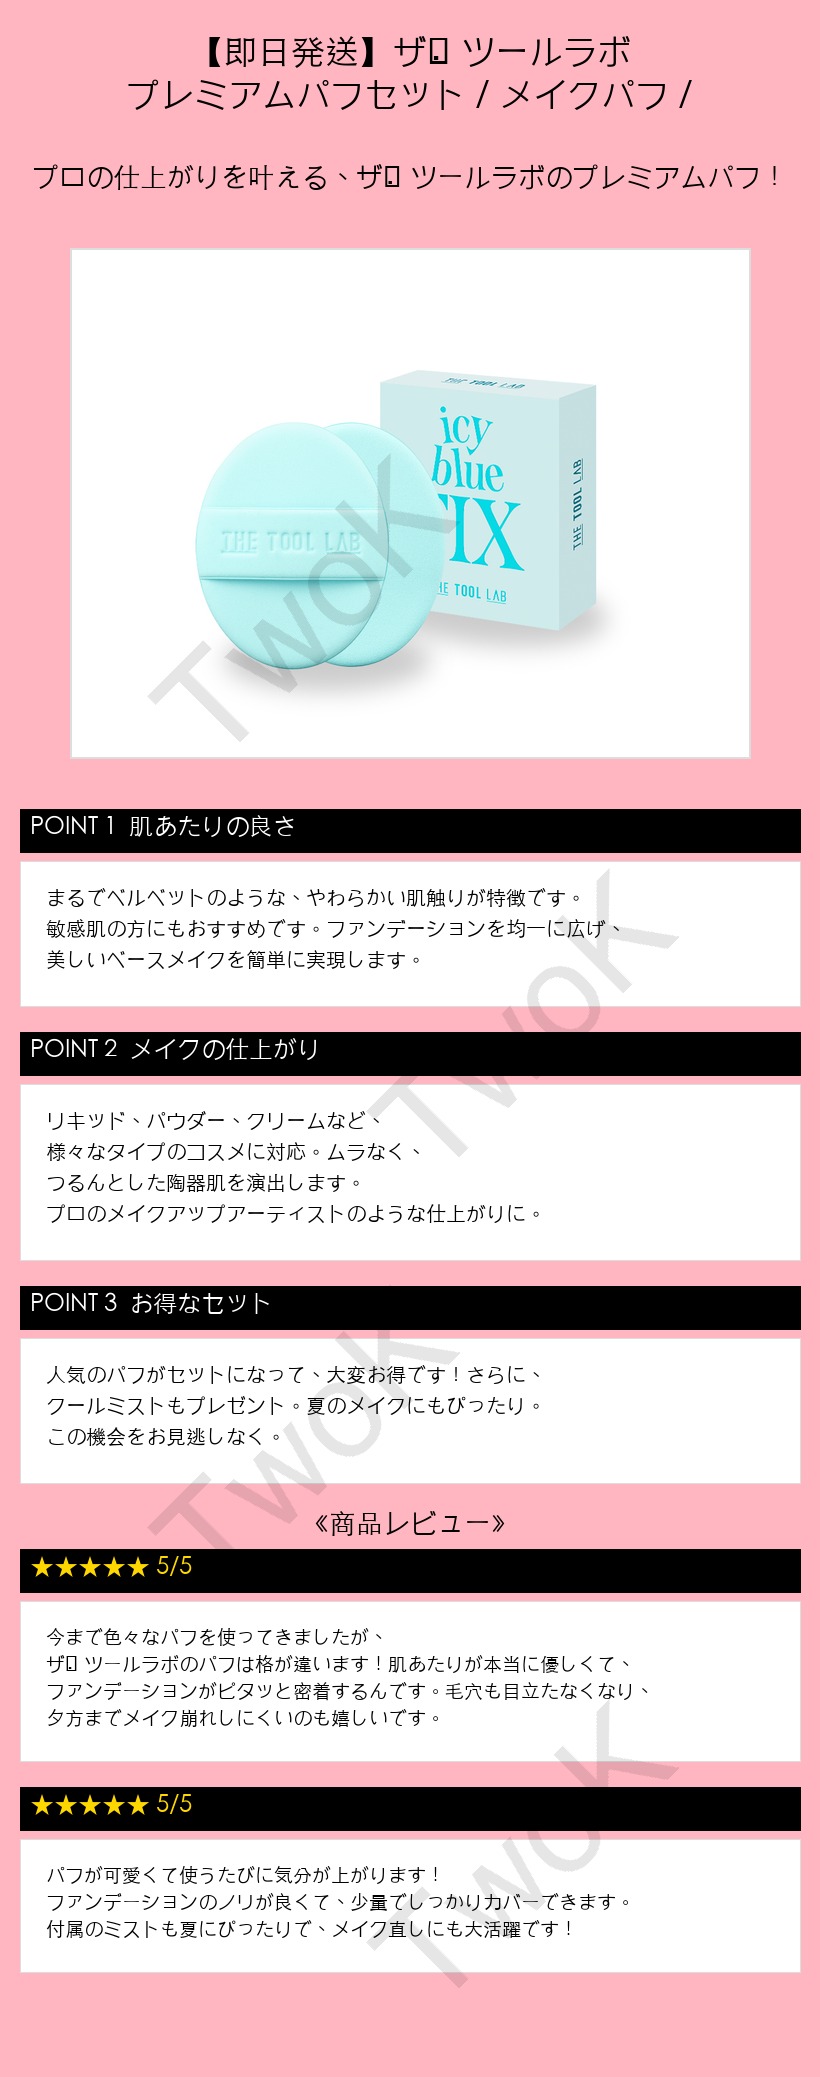 【即日発送】ザ ツールラボ
プレミアムパフセット / メイクパフ /
プロの仕上がりを叶える、ザ ツールラボのプレミアムパフ！
THE TOOL LAB
icy
blue
FIX
THE TOOL LAB
THE TOOL LAB
THE TOOL LAB
TwoK
POINT 1 肌あたりの良さ
まるでベルベットのような、やわらかい肌触りが特徴です。
敏感肌の方にもおすすめです。ファンデーションを均一に広げ、
美しいベースメイクを簡単に実現します。
TwoK
POINT 2 メイクの仕上がり
リキッド、パウダー、クリームなど、
様々なタイプのコスメに対応。ムラなく、
つるんとした陶器肌を演出します。
プロのメイクアップアーティストのような仕上がりに。
POINT 3 お得なセット
人気のパフがセットになって、大変お得です！さらに、
クールミストもプレゼント。夏のメイクにもぴったり。
この機会をお見逃しなく。
TwoK
《商品レビュー》
★★★★★ 5/5
今まで色々なパフを使ってきましたが、
ザ ツールラボのパフは格が違います！肌あたりが本当に優しくて、
ファンデーションがピタッと密着するんです。毛穴も目立たなくなり、
夕方までメイク崩れしにくいのも嬉しいです。
★★★★★ 5/5
パフが可愛くて使うたびに気分が上がります！
ファンデーションのノリが良くて、少量でしっかりカバーできます。
付属のミストも夏にぴったりで、メイク直しにも大活躍です！
TwoK